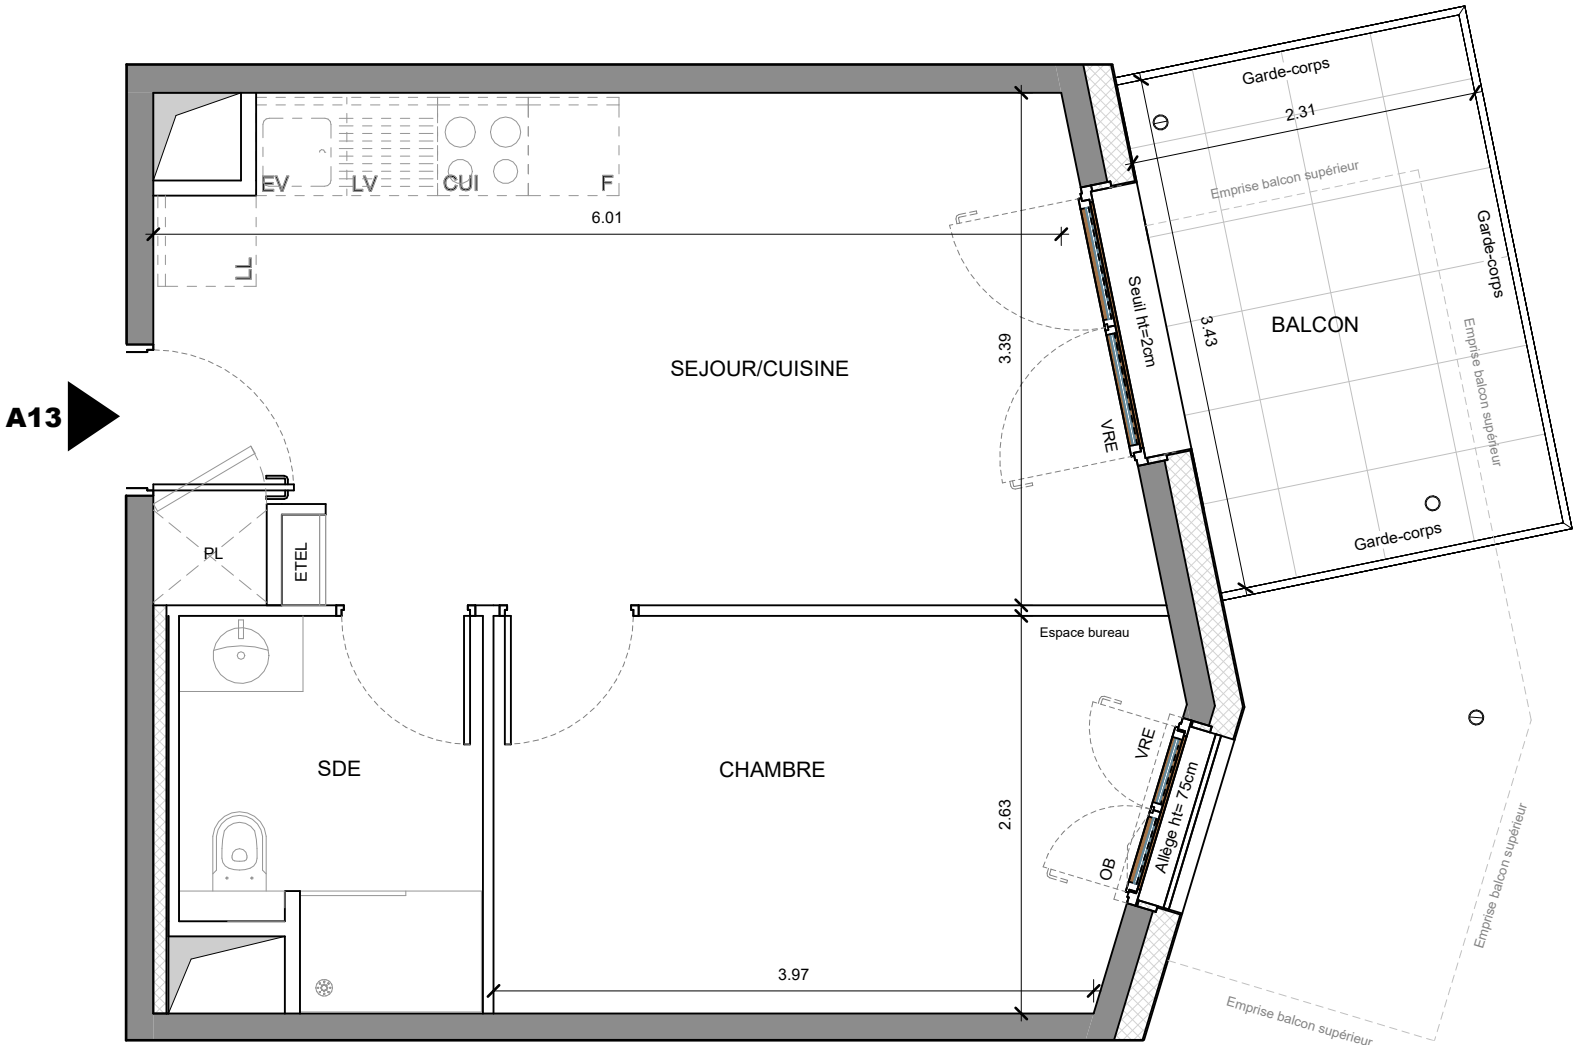 Garde-corps
2.31
Emprise balcon supérieur
EV
LV
CUI
F
6.01
LL
Garde-corps
Seuil ht=2cm
3.43
BALCON
Emprise balcon supérieur
3.39
SEJOUR/CUISINE
A13
VRE
Garde-corps
PL
ETEL
Espace bureau
VRE
SDE
CHAMBRE
2.63
Allège ht= 75cm
OB
Emprise balcon supérieur
3.97
Emprise balcon supérieur